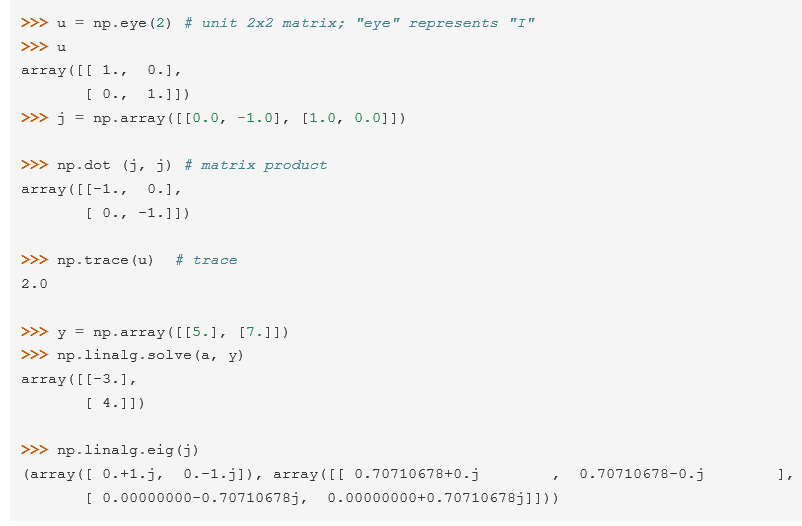 >>> u = np.eye(2) # unit 2x2 matrix; "eye" represents "I"
>>> u
array([[ 1.,  0.],
       [ 0.,  1.]])
>>> j = np.array([[0.0, -1.0], [1.0, 0.0]])
>>> np.dot (j, j) # matrix product
array([[-1.,  0.],
       [ 0., -1.]])
>>> np.trace(u)  # trace
2.0
>>> y = np.array([[5.], [7.]])
>>> np.linalg.solve(a, y)
array([[-3.],
       [ 4.]])
>>> np.linalg.eig(j)
(array([ 0.+1.j,  0.-1.j]), array([[ 0.70710678+0.j        ,  0.70710678-0.j        ],
       [ 0.00000000-0.70710678j,  0.00000000+0.70710678j]]))